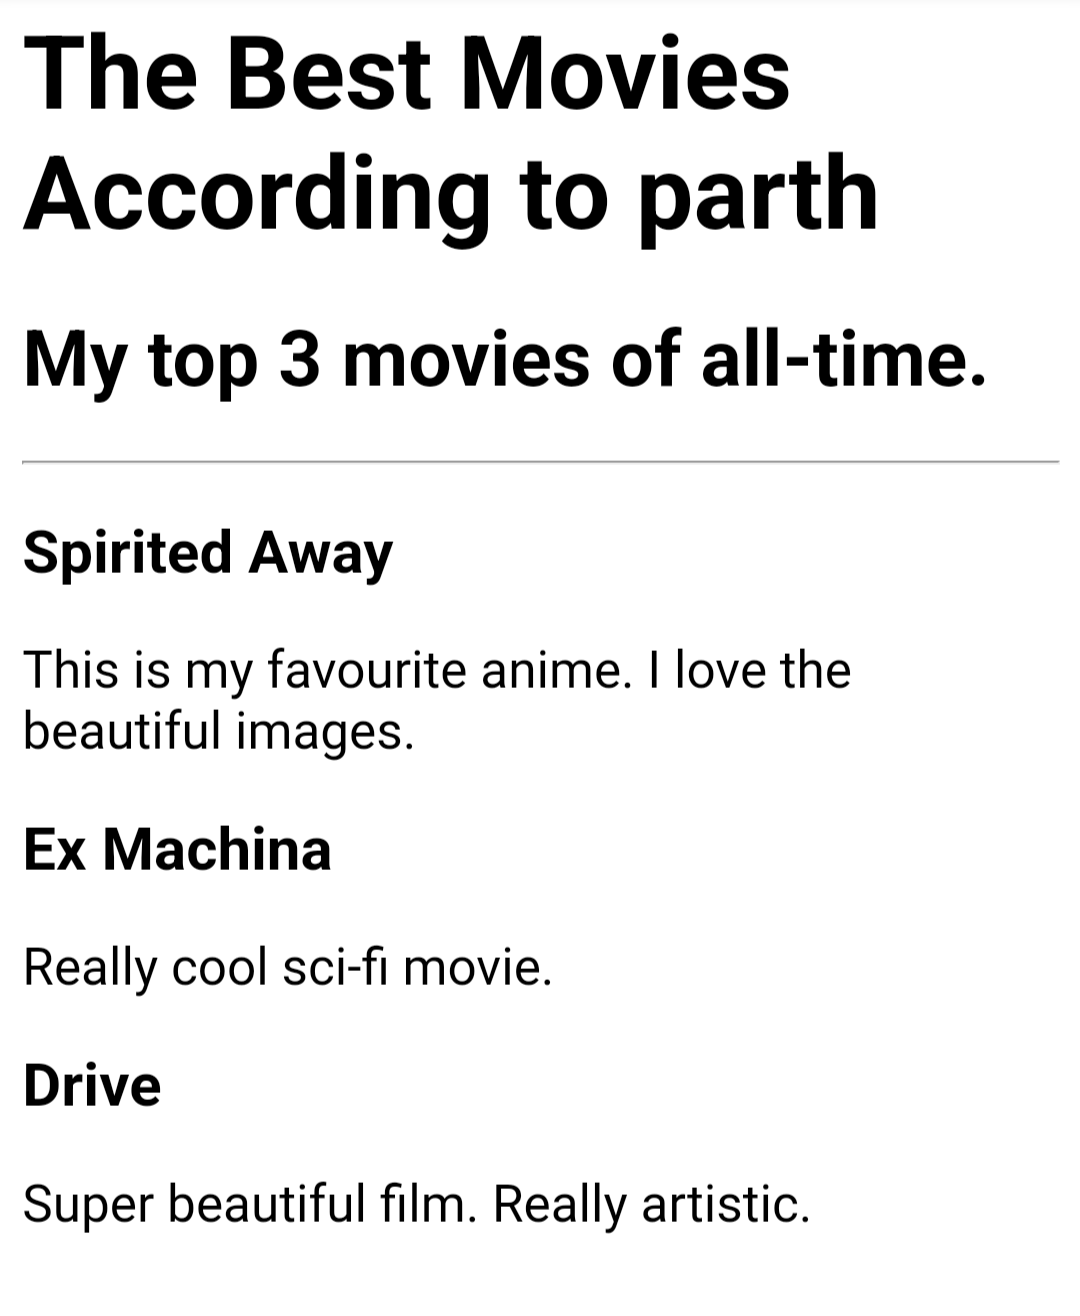 The Best Movies
According to parth
My top 3 movies of all-time.
Spirited Away
This is my favourite anime. I love the
beautiful images.
Ex Machina
Really cool sci-fi movie.
Drive
Super beautiful film. Really artistic.